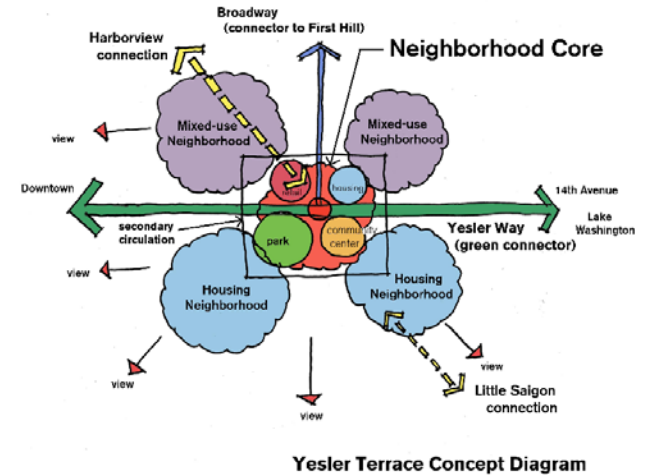 Broadway
(connector to First Hill)
Harborview
connection
Neighborhood Core
Mixed-use
Neighborhood
Mixed-use
Neighborhood
view
retail
housing
Downtown
14th Avenue
Lake
Washington
secondary
circulation
Yesler Way
(green connector)
park
community
center
view
Housing
Neighborhood
Housing
Neighborhood
view
view
view
Little Saigon
connection
Yesler Terrace Concept Diagram